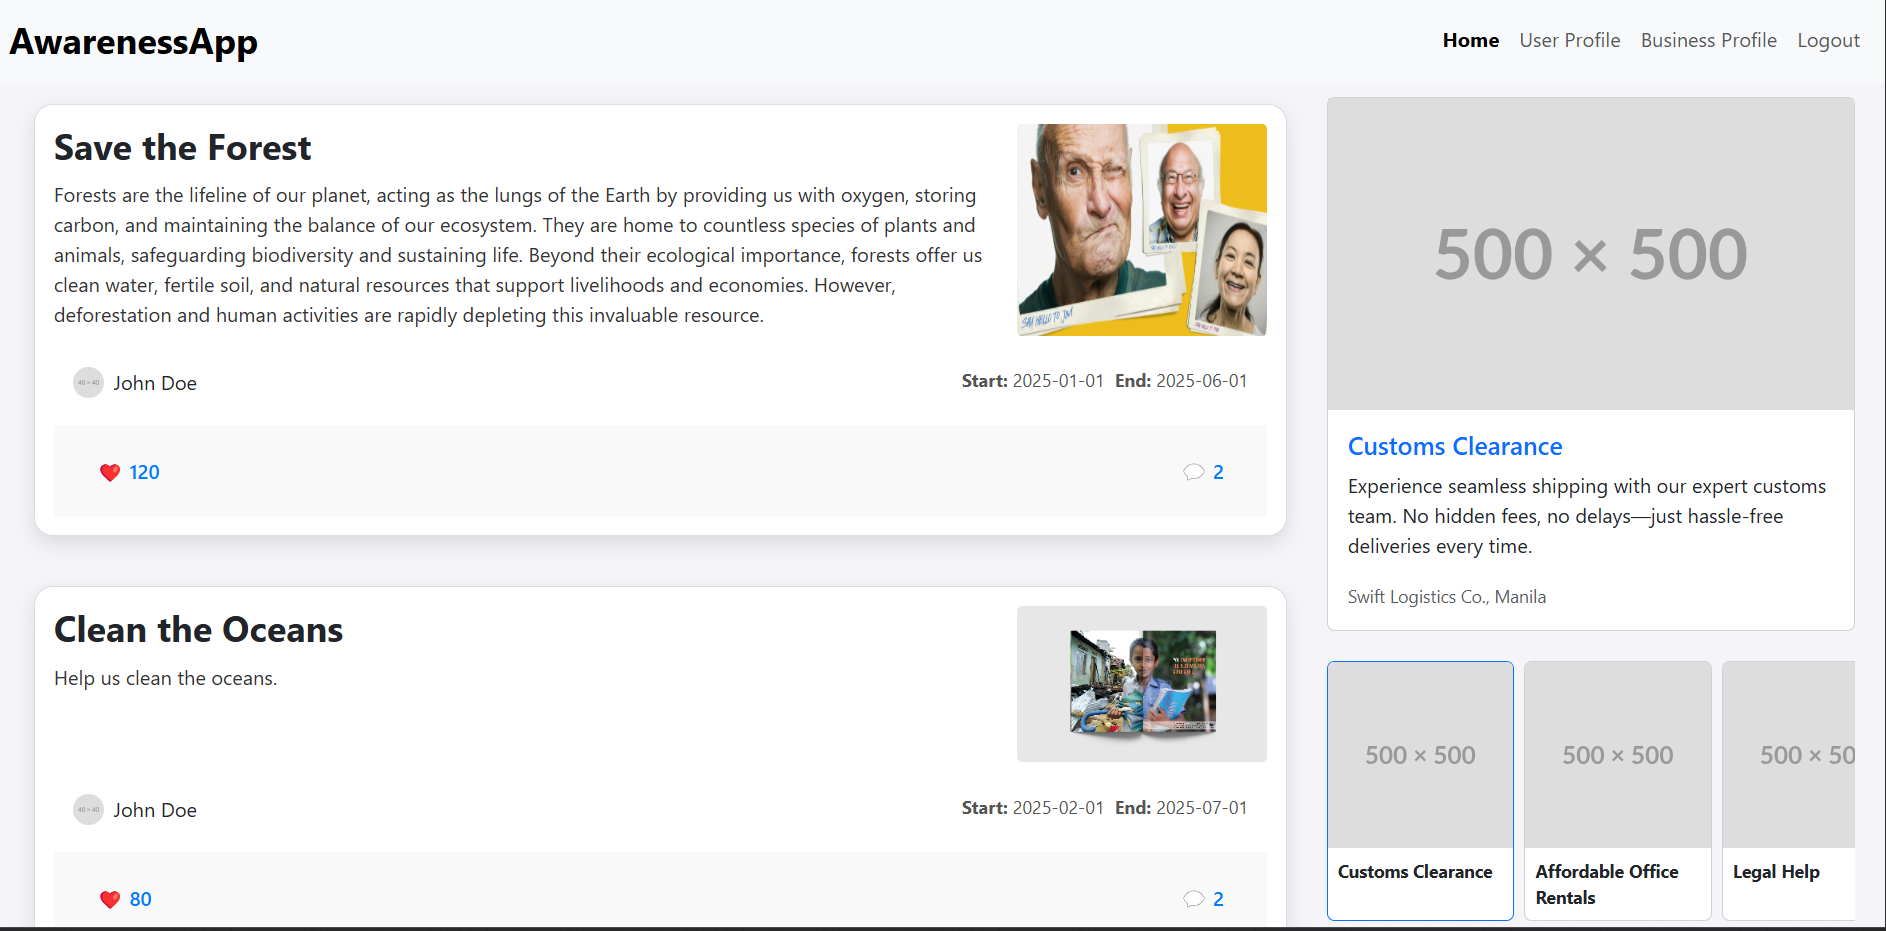 AwarenessApp
Home User Profile Business Profile Logout
Save the Forest
Forests are the lifeline of our planet, acting as the lungs of the Earth by providing us with oxygen, storing
carbon, and maintaining the balance of our ecosystem. They are home to countless species of plants and
animals, safeguarding biodiversity and sustaining life. Beyond their ecological importance, forests offer us
clean water, fertile soil, and natural resources that support livelihoods and economies. However,
deforestation and human activities are rapidly depleting this invaluable resource.
SAY HELLO TO JIM
40 × 40 John Doe
Start: 2025-01-01 End: 2025-06-01
120
2
Clean the Oceans
Help us clean the oceans.
40 × 40 John Doe
Start: 2025-02-01 End: 2025-07-01
80
2
500 × 500
Customs Clearance
Experience seamless shipping with our expert customs
team. No hidden fees, no delays—just hassle-free
deliveries every time.
Swift Logistics Co., Manila
500 × 500
Customs Clearance
500 × 500
Affordable Office
Rentals
500 × 50
Legal Help